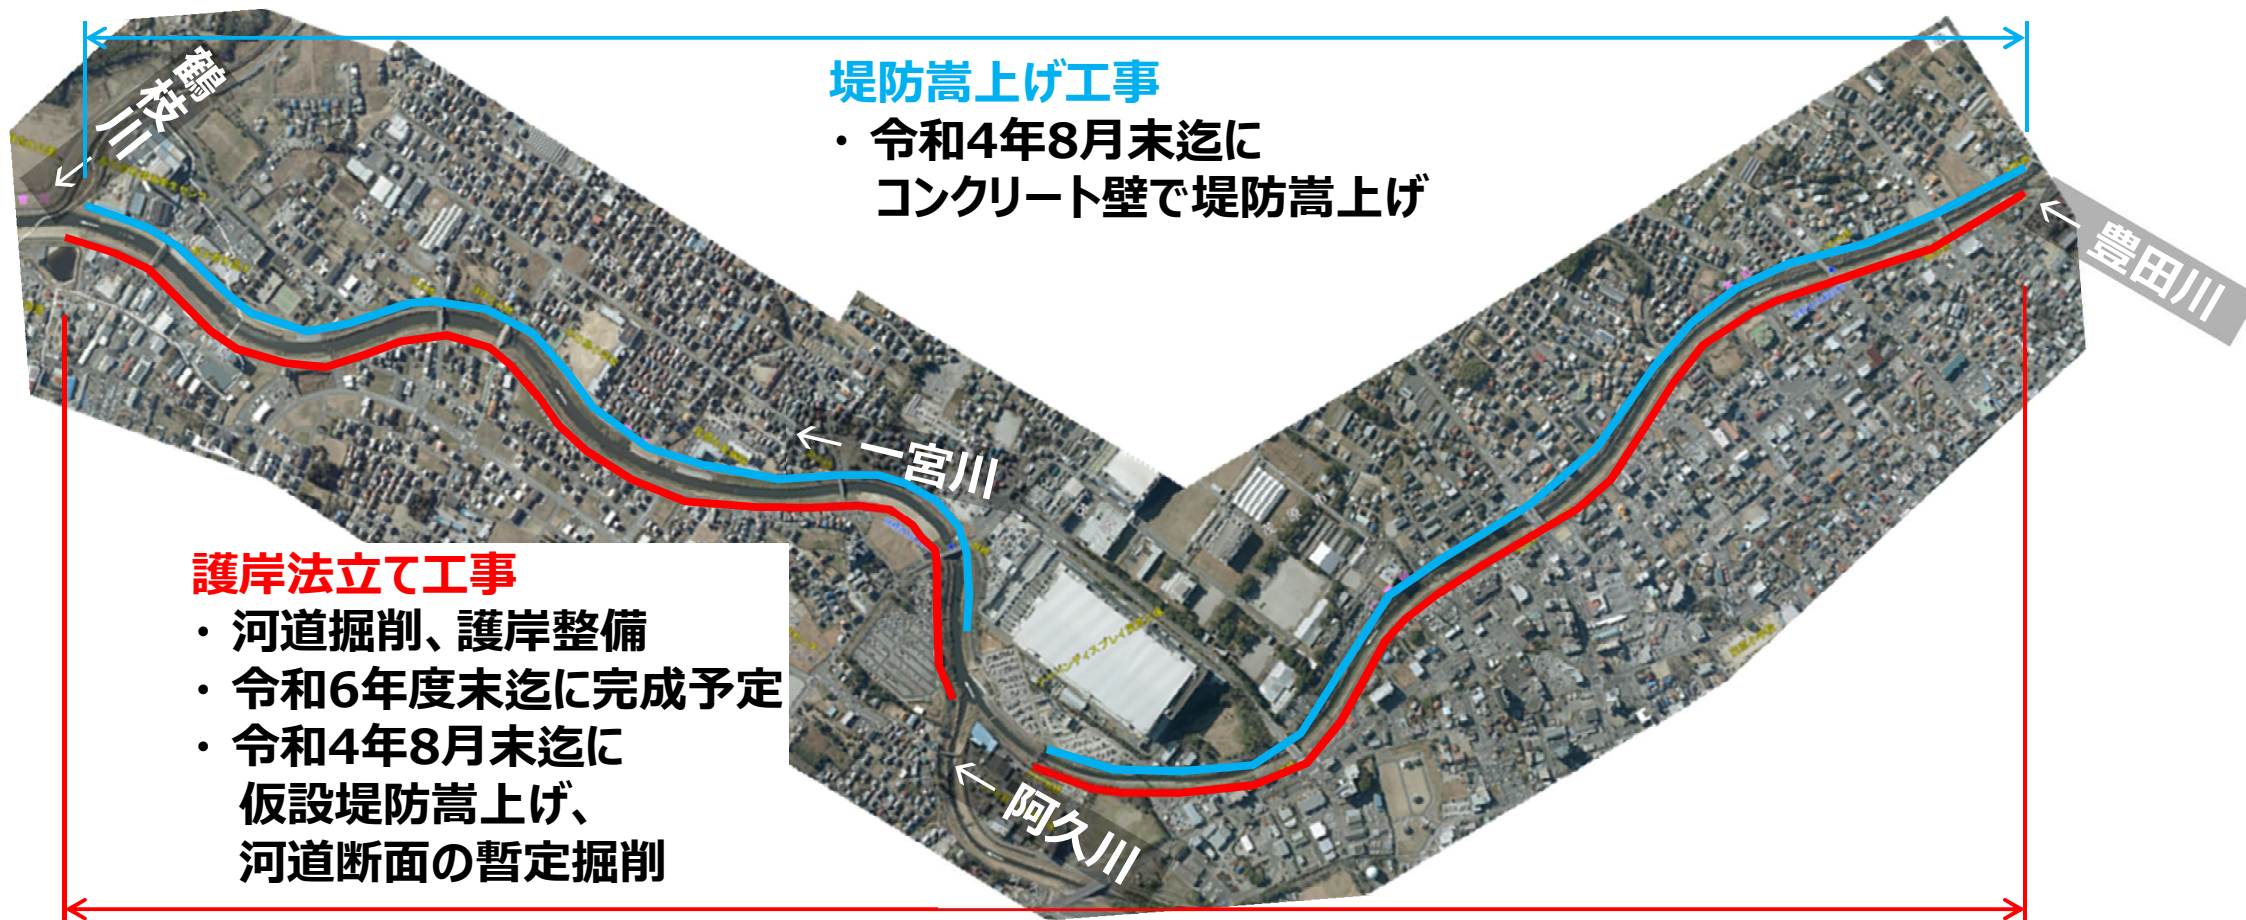 堤防嵩上げ工事
・ 令和4年8月末迄に
コンクリート壁で堤防嵩上げ
鶴枝川
←
← 豊田川
← 一宮川
← 阿久川
護岸法立て工事
・ 河道掘削、護岸整備
・ 令和6年度末迄に完成予定
・ 令和4年8月末迄に
仮設堤防嵩上げ、
河道断面の暫定掘削